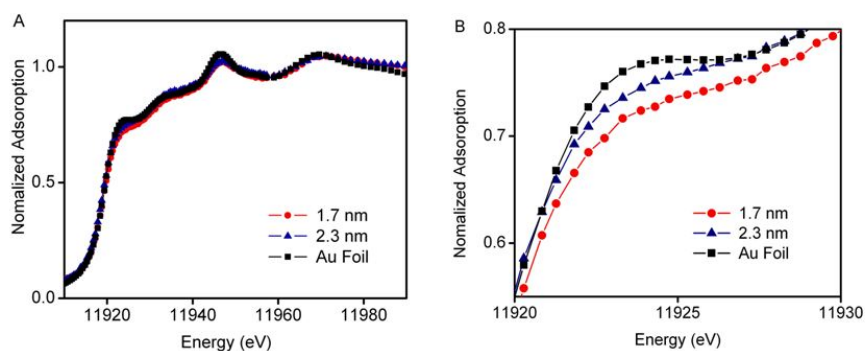 A
Nomalized Adsoroption
1.0
0.5
0.0
1.7 nm
2.3 nm
Au Foil
11920 11940 11960 11980
Energy (eV)
B
Nomalized Adsoroption
0.8
0.7
0.6
1.7 nm
2.3 nm
Au Foil
11920 11925 11930
Energy (eV)